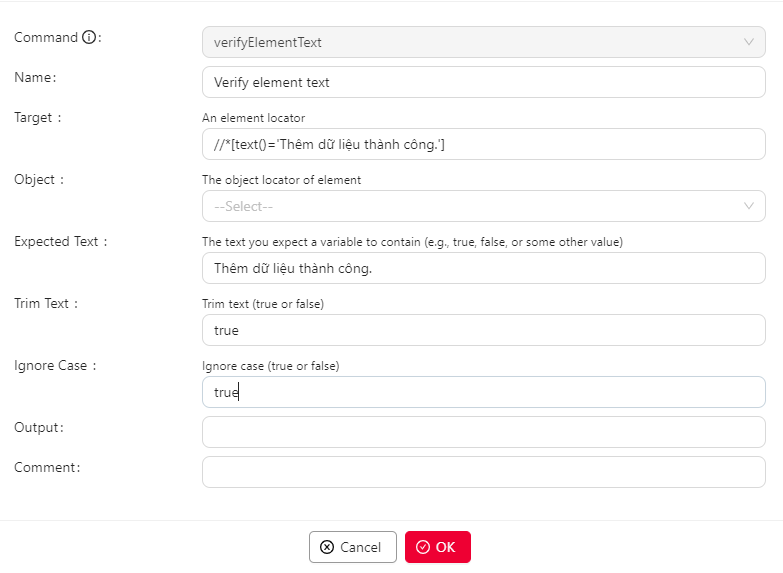 Command :
verifyElementText
Name:
Verify element text
Target :
An element locator
//*[text()='Thêm dữ liệu thành công.']
Object :
The object locator of element
--Select--
Expected Text :
The text you expect a variable to contain (e.g., true, false, or some other value)
Thêm dữ liệu thành công.
Trim Text :
Trim text (true or false)
true
Ignore Case :
Ignore case (true or false)
true
Output:
Comment:
Cancel
OK